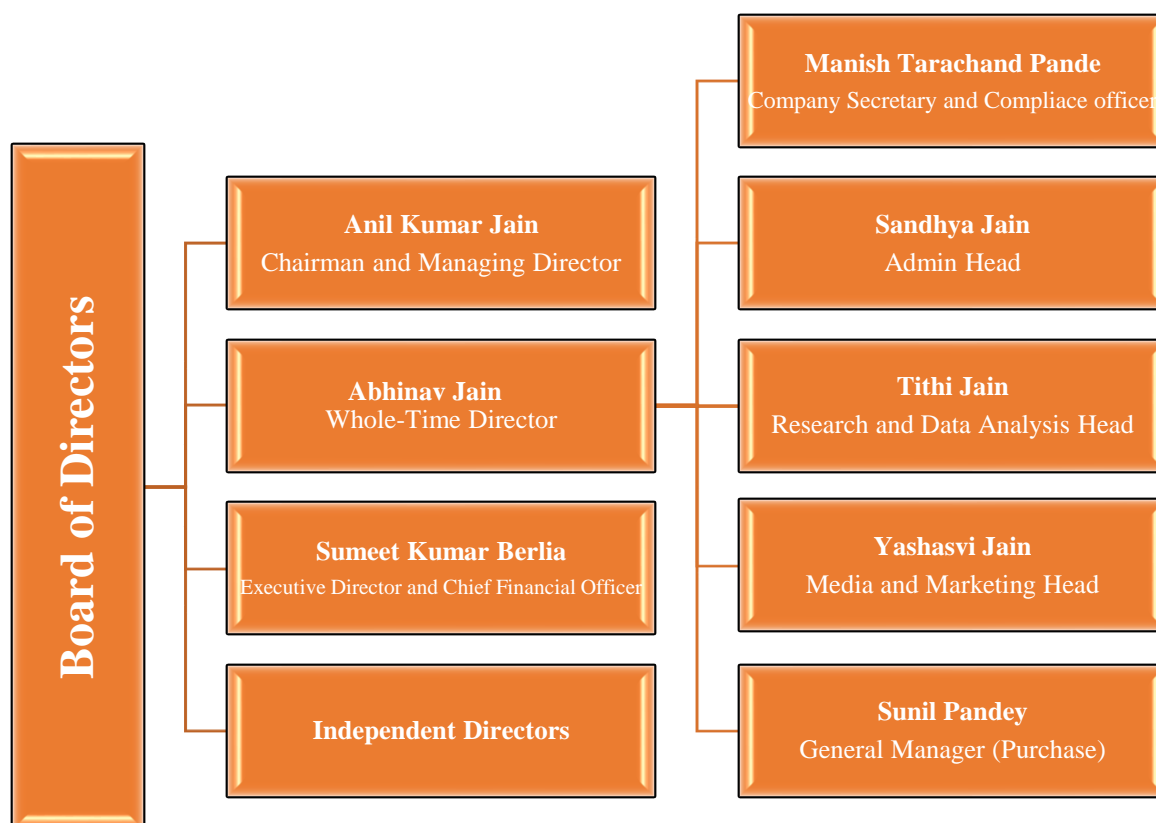 Board of Directors
Anil Kumar Jain
Chairman and Managing Director
Abhinav Jain
Whole-Time Director
Sumeet Kumar Berlia
Executive Director and Chief Financial Officer
Independent Directors
Manish Tarachand Pande
Company Secretary and Compliace officer
Sandhya Jain
Admin Head
Tithi Jain
Research and Data Analysis Head
Yashasvi Jain
Media and Marketing Head
Sunil Pandey
General Manager (Purchase)